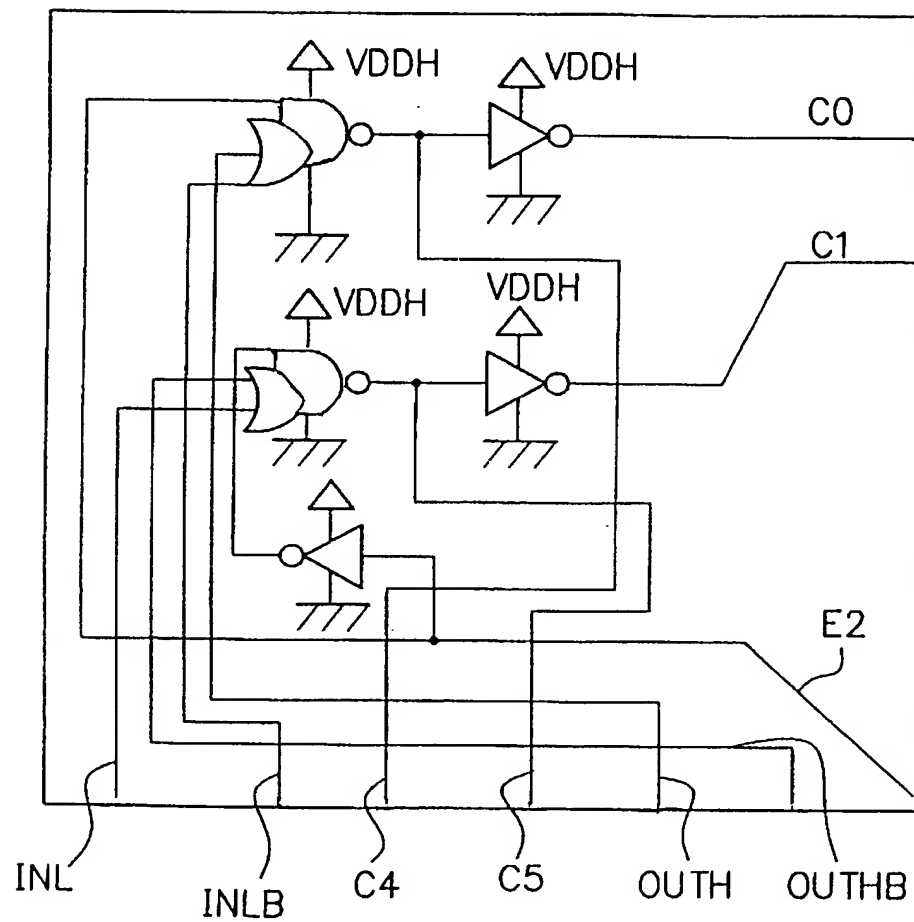 VDDH
VDDH
C0
C1
VDDH
VDDH
E2
INL
INLB
C4
C5
OUTH
OUTHB